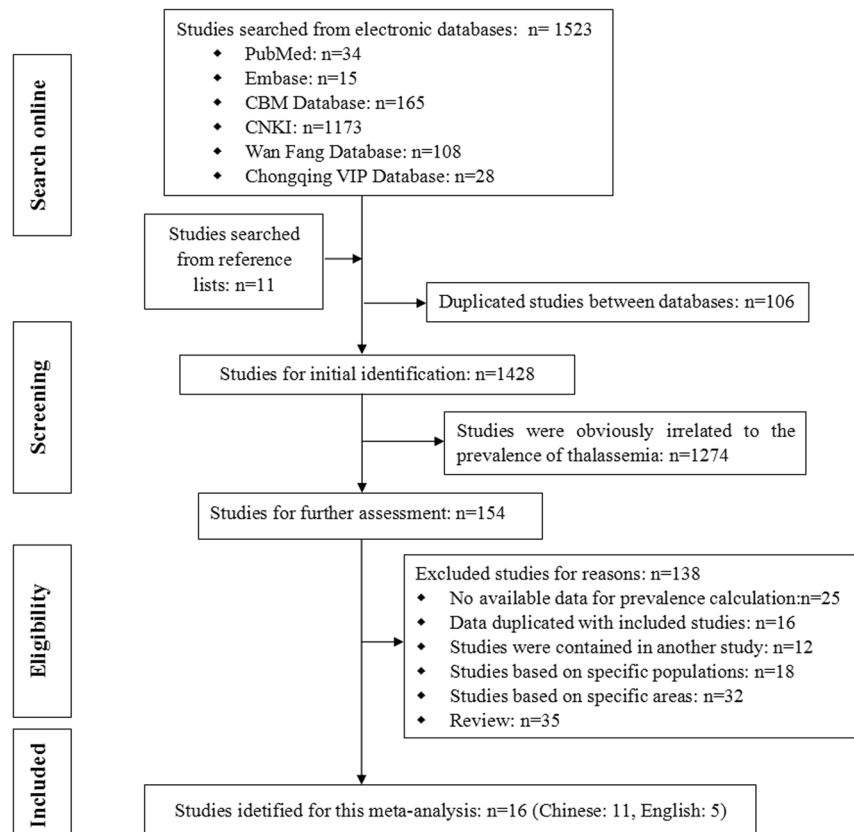 Search online
Studies searched from electronic databases: n= 1523
◆ PubMed: n=34
◆ Embase: n=15
◆ CBM Database: n=165
◆ CNKI: n=1173
◆ Wan Fang Database: n=108
◆ Chongqing VIP Database: n=28
Studies searched
from reference
lists: n=11
Duplicated studies between databases: n=106
Screening
Studies for initial identification: n=1428
Studies were obviously irrelated to the
prevalence of thalassemia: n=1274
Studies for further assessment: n=154
Eligibility
Excluded studies for reasons: n=138
◆ No available data for prevalence calculation:n=25
◆ Data duplicated with included studies: n=16
◆ Studies were contained in another study: n=12
◆ Studies based on specific populations: n=18
◆ Studies based on specific areas: n=32
◆ Review: n=35
Included
Studies idetified for this meta-analysis: n=16 (Chinese: 11, English: 5)